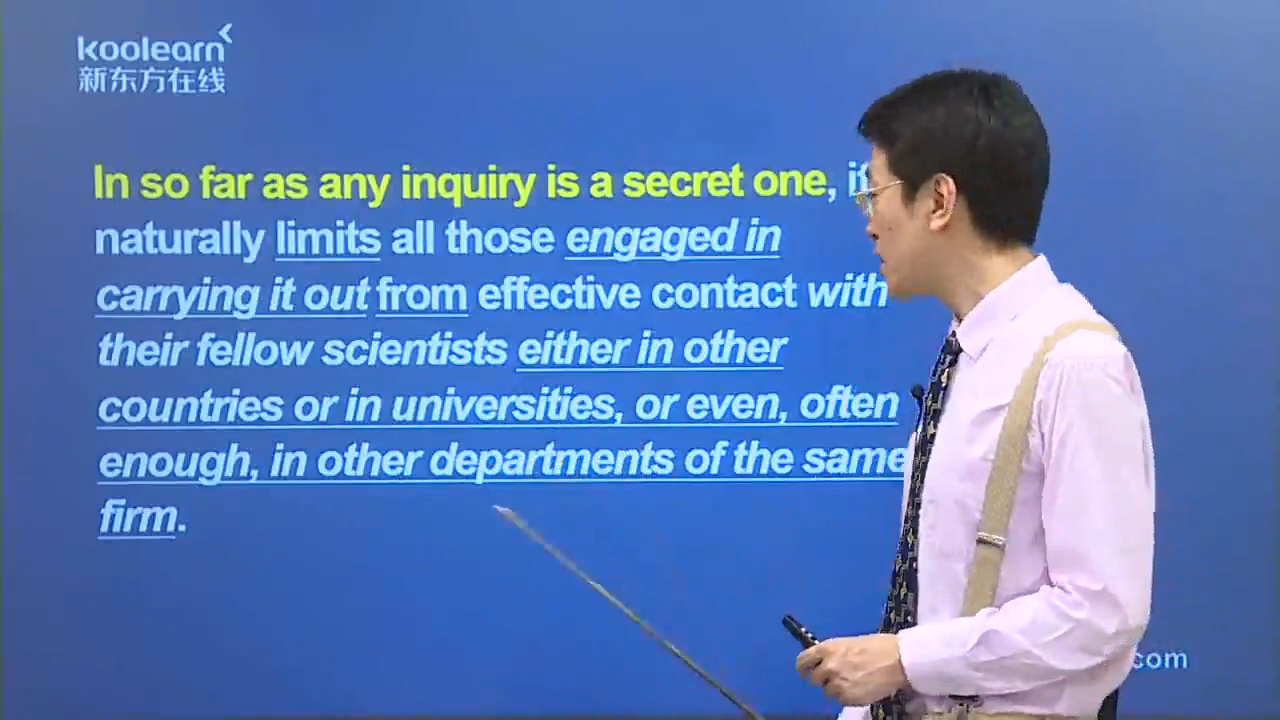 koolearn
新东方在线
In so far as any inquiry is a secret one, it
naturally limits all those engaged in
carrying it out from effective contact with
their fellow scientists either in other
countries or in universities, or even, often
enough, in other departments of the same
firm.
.com